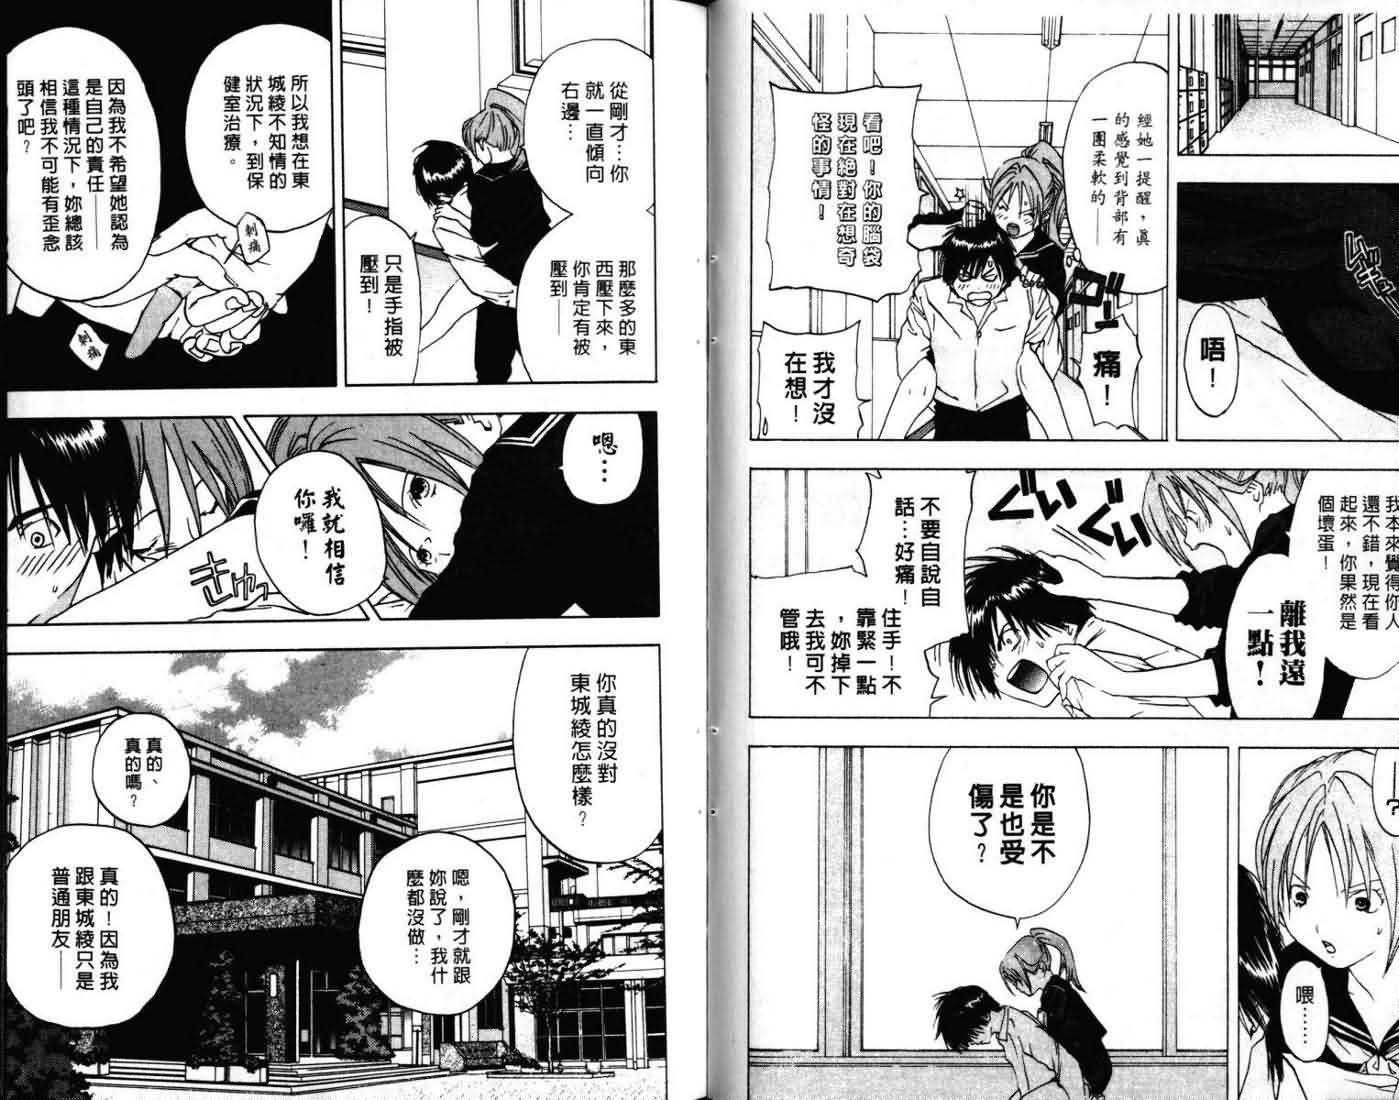 唔！
經她一提醒，真
的感覺到背部有
一團柔軟的——
痛！
看吧！你的腦袋
現在絕對在想奇
怪的事情！
我才沒
在想！
我本來覺得你人
還不錯，現在看
起來，你果然是
個壞蛋！
離我遠
一點！
ぐいぐい
不要自說自
話…好痛！
住手！不
靠緊一點
，妳掉下
去我可不
管哦！
？
喂……
你是不
是也受
傷了？
從剛才…你
就一直傾向
右邊…
那麼多的東
西壓下來，
你肯定有被
壓到——
只是手指被
壓到！
所以我想在東
城綾不知情的
狀況下，到保
健室治療。
刺痛
刺痛
因為我不希望她認為
是自己的責任——
這種情況下，妳總該
相信我不可能有歪念
頭了吧？
嗯…
我就相信
你囉！
きゅっ
你真的沒對
東城綾怎麼樣？
嗯，剛才就跟
妳說了，我什
麼都沒做…
真的、
真的嗎？
真的！因為我
跟東城綾只是
普通朋友——